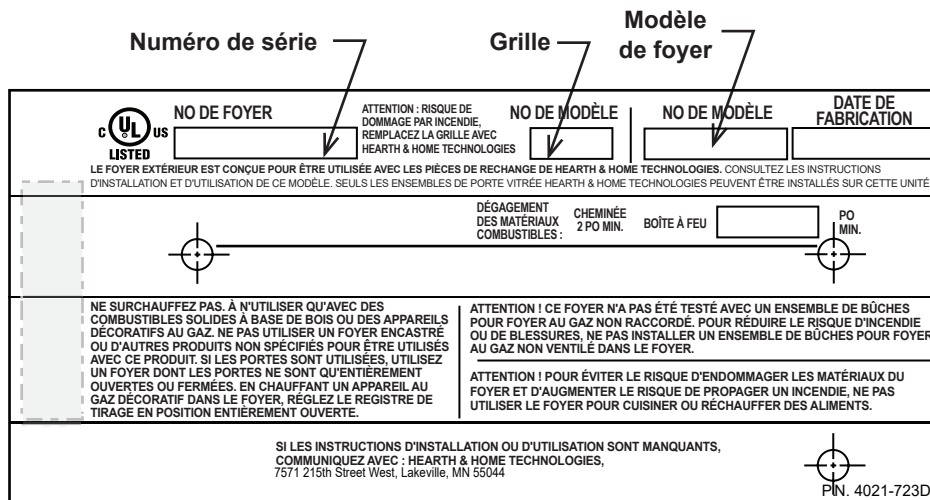 Numéro de série
Grille
Modèle
de foyer
C UL US
LISTED
NO DE FOYER
ATTENTION : RISQUE DE
DOMMAGE PAR INCENDIE,
REMPLACEZ LA GRILLE AVEC
HEARTH & HOME TECHNOLOGIES
NO DE MODÈLE
NO DE MODÈLE
DATE DE
FABRICATION
LE FOYER EXTÉRIEUR EST CONÇUE POUR ÊTRE UTILISÉE AVEC LES PIÈCES DE RECHANGE DE HEARTH & HOME TECHNOLOGIES. CONSULTEZ LES INSTRUCTIONS
D'INSTALLATION ET D'UTILISATION DE CE MODÈLE. SEULS LES ENSEMBLES DE PORTE VITRÉE HEARTH & HOME TECHNOLOGIES PEUVENT ÊTRE INSTALLÉS SUR CETTE UNITÉ
DÉGAGEMENT
DES MATÉRIAUX
COMBUSTIBLES :
CHEMINÉE
2 PO MIN.
BOÎTE À FEU
PO
MIN.
NE SURCHAUFFEZ PAS. À N'UTILISER QU'AVEC DES
COMBUSTIBLES SOLIDES À BASE DE BOIS OU DES APPAREILS
DÉCORATIFS AU GAZ. NE PAS UTILISER UN FOYER ENCASTRÉ
OU D'AUTRES PRODUITS NON SPÉCIFIÉS POUR ÊTRE UTILISÉS
AVEC CE PRODUIT. SI LES PORTES SONT UTILISÉES, UTILISEZ
UN FOYER DONT LES PORTES NE SONT QU'ENTIÈREMENT
OUVERTES OU FERMÉES. EN CHAUFFANT UN APPAREIL AU
GAZ DÉCORATIF DANS LE FOYER, RÉGLEZ LE REGISTRE DE
TIRAGE EN POSITION ENTIÈREMENT OUVERTE.
ATTENTION ! CE FOYER N'A PAS ÉTÉ TESTÉ AVEC UN ENSEMBLE DE BÛCHES
POUR FOYER AU GAZ NON RACCORDÉ. POUR RÉDUIRE LE RISQUE D'INCENDIE
OU DE BLESSURES, NE PAS INSTALLER UN ENSEMBLE DE BÛCHES POUR FOYER
AU GAZ NON VENTILÉ DANS LE FOYER.
ATTENTION ! POUR ÉVITER LE RISQUE D'ENDOMMAGER LES MATÉRIAUX DU
FOYER ET D'AUGMENTER LE RISQUE DE PROPAGER UN INCENDIE, NE PAS
UTILISER LE FOYER POUR CUISINER OU RÉCHAUFFER DES ALIMENTS.
SI LES INSTRUCTIONS D'INSTALLATION OU D'UTILISATION SONT MANQUANTS,
COMMUNIQUEZ AVEC : HEARTH & HOME TECHNOLOGIES,
7571 215th Street West, Lakeville, MN 55044
P.N. 4021-723D